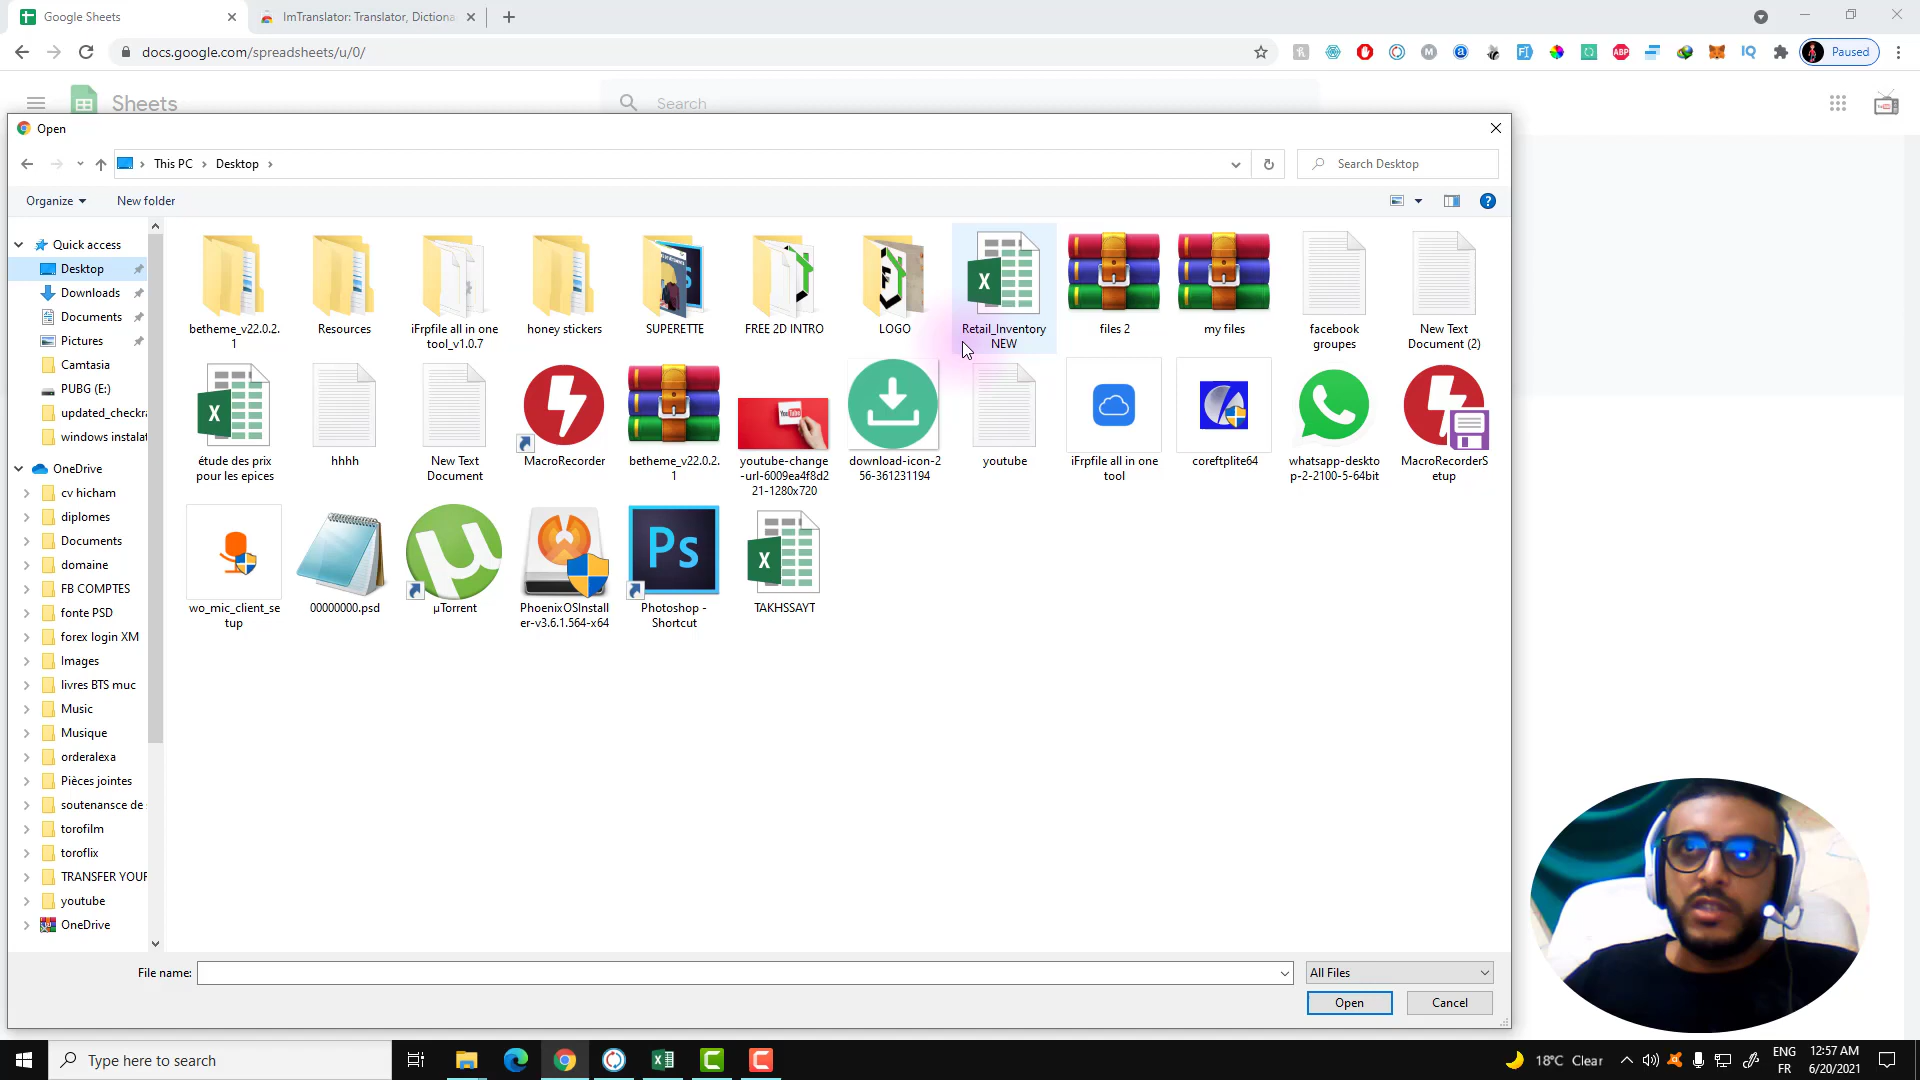 Google Sheets
ImTranslator: Translator, Dictiona
docs.google.com/spreadsheets/u/0/
ABP
IQ
Paused
Sheets
Search
Open
This PC
Desktop
Search Desktop
Organize
New folder
Quick access
Desktop
Downloads
Documents
Pictures
Camtasia
PUBG (E:)
updated_checkra
windows instalat
OneDrive
cv hicham
diplomes
Documents
domaine
FB COMPTES
fonte PSD
forex login XM
Images
livres BTS muc
Music
Musique
orderalexa
Pièces jointes
soutenansce de
torofilm
toroflix
TRANSFER YOUR
youtube
OneDrive
betheme_v22.0.2.
1
Resources
iFrpfile all in one
tool_v1.0.7
honey stickers
SUPERETTE
FREE 2D INTRO
LOGO
Retail_Inventory
NEW
files 2
my files
facebook
groupes
New Text
Document (2)
étude des prix
pour les epices
hhhh
New Text
Document
MacroRecorder
betheme_v22.0.2.
1
youtube-change
-url-6009ea4f8d2
21-1280x720
download-icon-2
56-361231194
youtube
iFrpfile all in one
tool
coreftplite64
whatsapp-deskto
p-2-2100-5-64bit
MacroRecorderS
etup
wo_mic_client_se
tup
00000000.psd
µTorrent
PhoenixOSInstall
er-v3.6.1.564-x64
Ps
Photoshop -
Shortcut
TAKHSSAYT
File name:
All Files
Open
Cancel
Type here to search
18°C Clear
ENG
FR
12:57 AM
6/20/2021